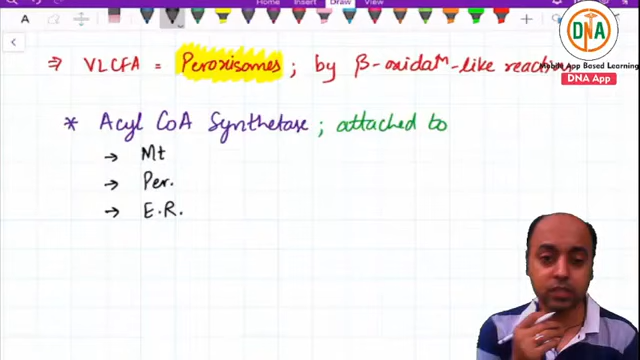 Home Insert Draw View
DNA
Mobile App Based Learning
DNA App
⇒ VLCFA = Peroxisomes ; by β-oxidaⁿ-like reaction
* Acyl CoA Synthetase ; attached to
→ Mt
→ Per.
→ E.R.